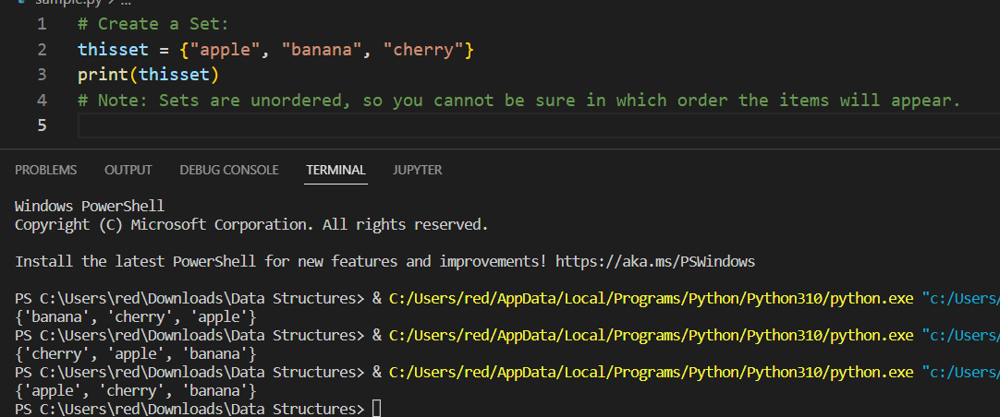 sample.py > ...
1 # Create a Set:
2 thisset = {"apple", "banana", "cherry"}
3 print(thisset)
4 # Note: Sets are unordered, so you cannot be sure in which order the items will appear.
5
PROBLEMS OUTPUT DEBUG CONSOLE TERMINAL JUPYTER
Windows PowerShell
Copyright (C) Microsoft Corporation. All rights reserved.
Install the latest PowerShell for new features and improvements! https://aka.ms/PSWindows
PS C:\Users\red\Downloads\Data Structures> & C:/Users/red/AppData/Local/Programs/Python/Python310/python.exe "c:/Users/
{'banana', 'cherry', 'apple'}
PS C:\Users\red\Downloads\Data Structures> & C:/Users/red/AppData/Local/Programs/Python/Python310/python.exe "c:/Users/
{'cherry', 'apple', 'banana'}
PS C:\Users\red\Downloads\Data Structures> & C:/Users/red/AppData/Local/Programs/Python/Python310/python.exe "c:/Users/
{'apple', 'cherry', 'banana'}
PS C:\Users\red\Downloads\Data Structures>